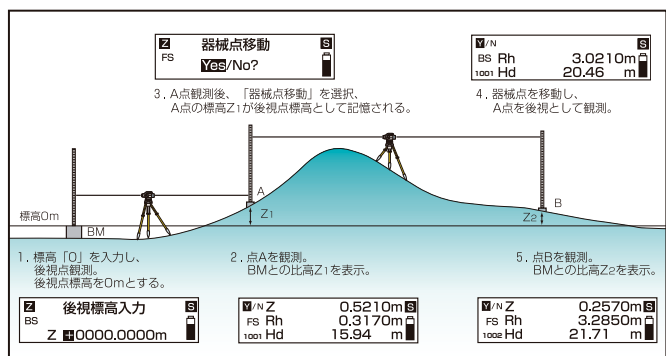 Z 器械点移動 S
FS Yes/No?
3. A点観測後、「器械点移動」を選択、
A点の標高Z1が後視点標高として記憶される。
Y/N S
BS Rh 3.0210m
1001 Hd 20.46 m
4. 器械点を移動し、
A点を後視として観測。
A
Z1
B
Z2
標高0m
BM
1. 標高「0」を入力し、
後視点観測。
後視点標高を0mとする。
2. 点Aを観測。
BMとの比高Z1を表示。
5. 点Bを観測。
BMとの比高Z2を表示。
Z 後視標高入力 S
BS
Z +0000.0000m
Y/N Z 0.5210m S
FS Rh 0.3170m
1001 Hd 15.94 m
Y/N Z 0.2570m S
FS Rh 3.2850m
1002 Hd 21.71 m